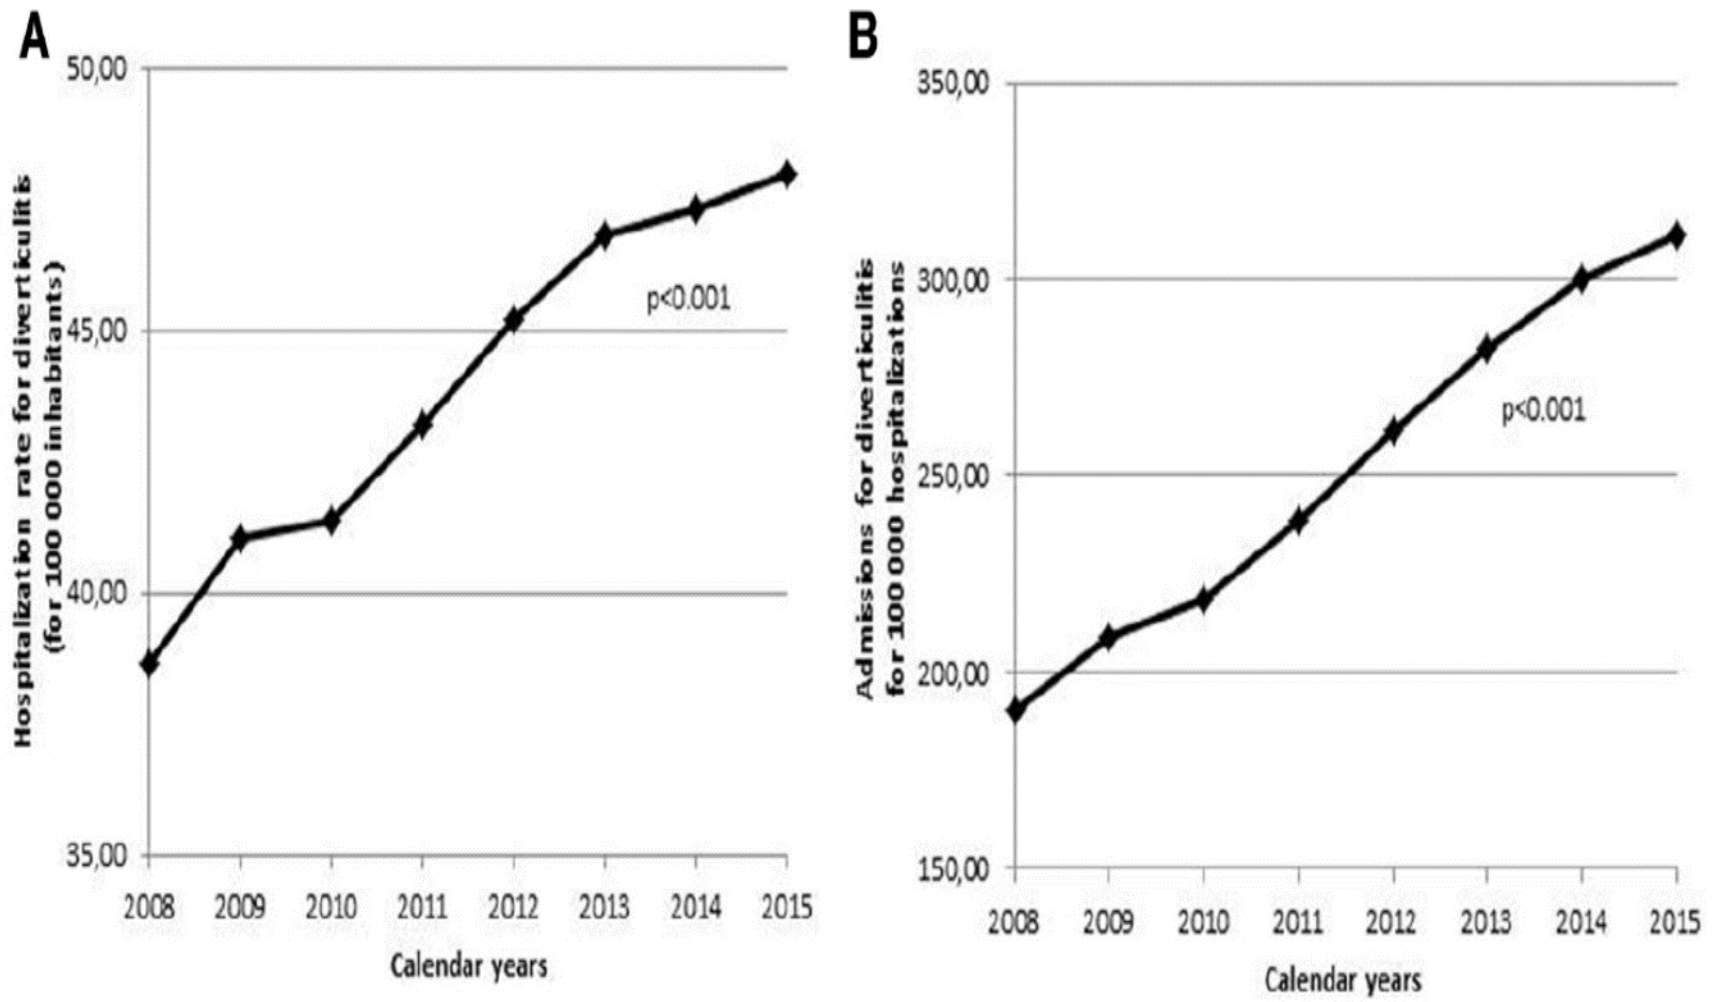 A
50,00
45,00
40,00
35,00
Hospitalization rate for diverticulitis
(for 100 000 inhabitants)
p<0.001
2008 2009 2010 2011 2012 2013 2014 2015
Calendar years
B
350,00
300,00
250,00
200,00
150,00
Admissions for diverticulitis
for 100 000 hospitalizations
p<0.001
2008 2009 2010 2011 2012 2013 2014 2015
Calendar years